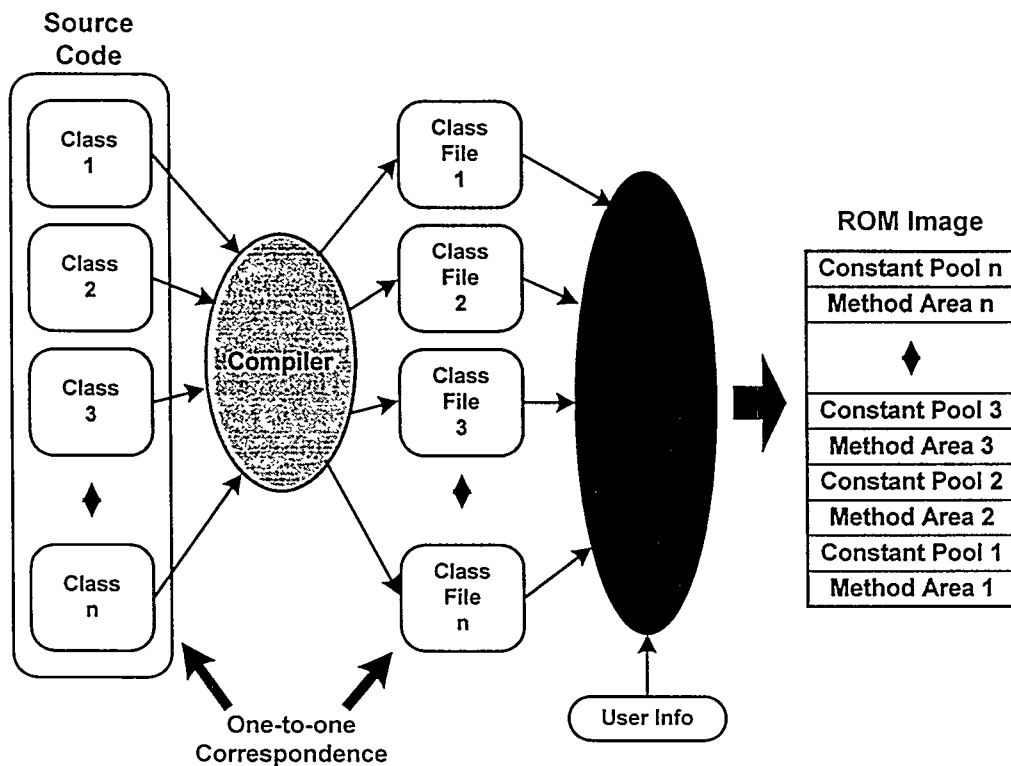 Source
Code
Class
1
Class
2
Class
3
Class
n
Compiler
Class
File
1
Class
File
2
Class
File
3
Class
File
n
One-to-one
Correspondence
User Info
ROM Image
Constant Pool n
Method Area n
Constant Pool 3
Method Area 3
Constant Pool 2
Method Area 2
Constant Pool 1
Method Area 1